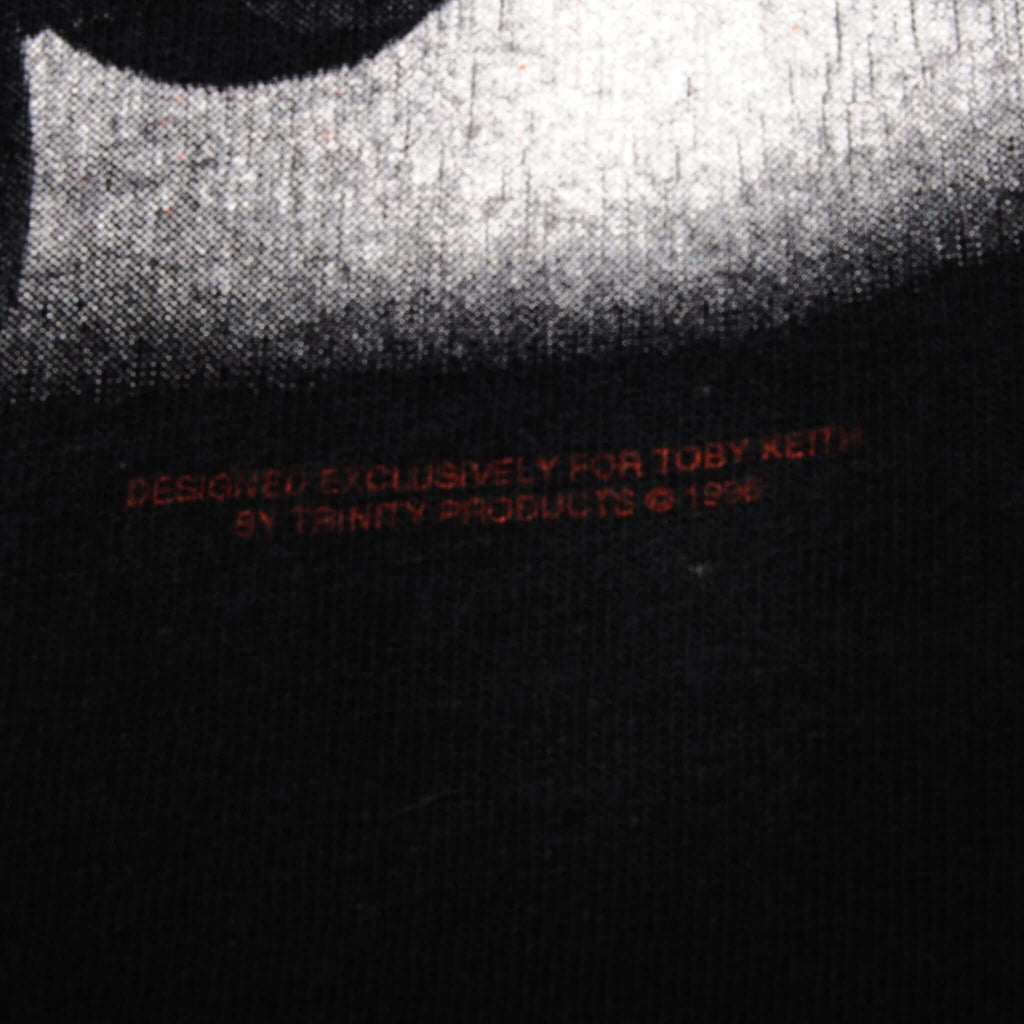 DESIGNED EXCLUSIVELY FOR TOBY KEITH
BY TRINITY PRODUCTS © 1996